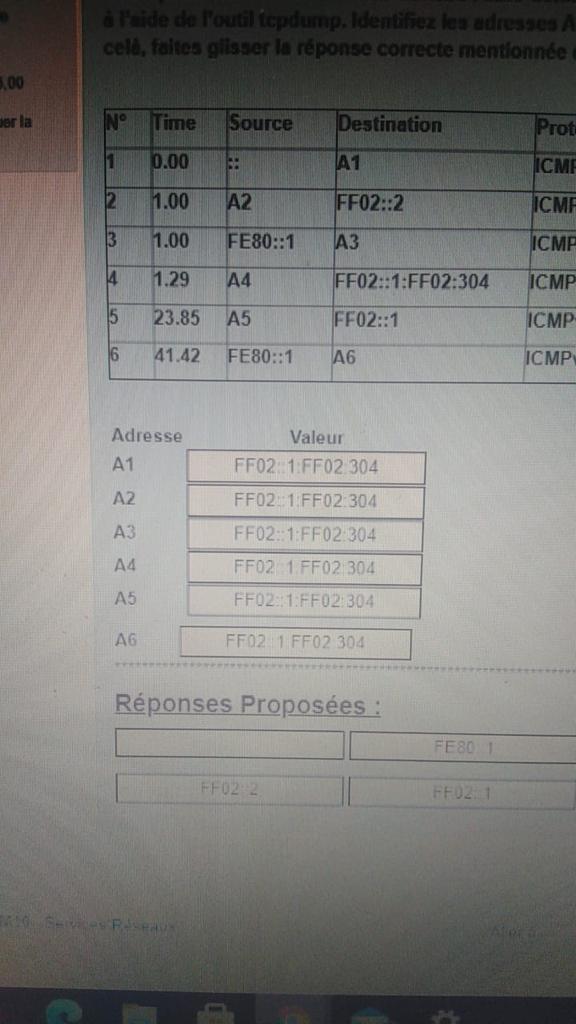 à l'aide de l'outil tcpdump. Identifiez les adresses A
celà, faites glisser la réponse correcte mentionnée
5,00
uer la
N° Time Source Destination Prot
1 0.00 :: A1 ICMP
2 1.00 A2 FF02::2 ICMP
3 1.00 FE80::1 A3 ICMP
4 1.29 A4 FF02::1:FF02:304 ICMP
5 23.85 A5 FF02::1 ICMP
6 41.42 FE80::1 A6 ICMPv
Adresse Valeur
A1 FF02::1:FF02:304
A2 FF02::1:FF02:304
A3 FF02::1:FF02:304
A4 FF02::1:FF02:304
A5 FF02::1:FF02:304
A6 FF02::1:FF02:304
Réponses Proposées :
FE80::1
FF02::2 FF02::1
Services Réseaux